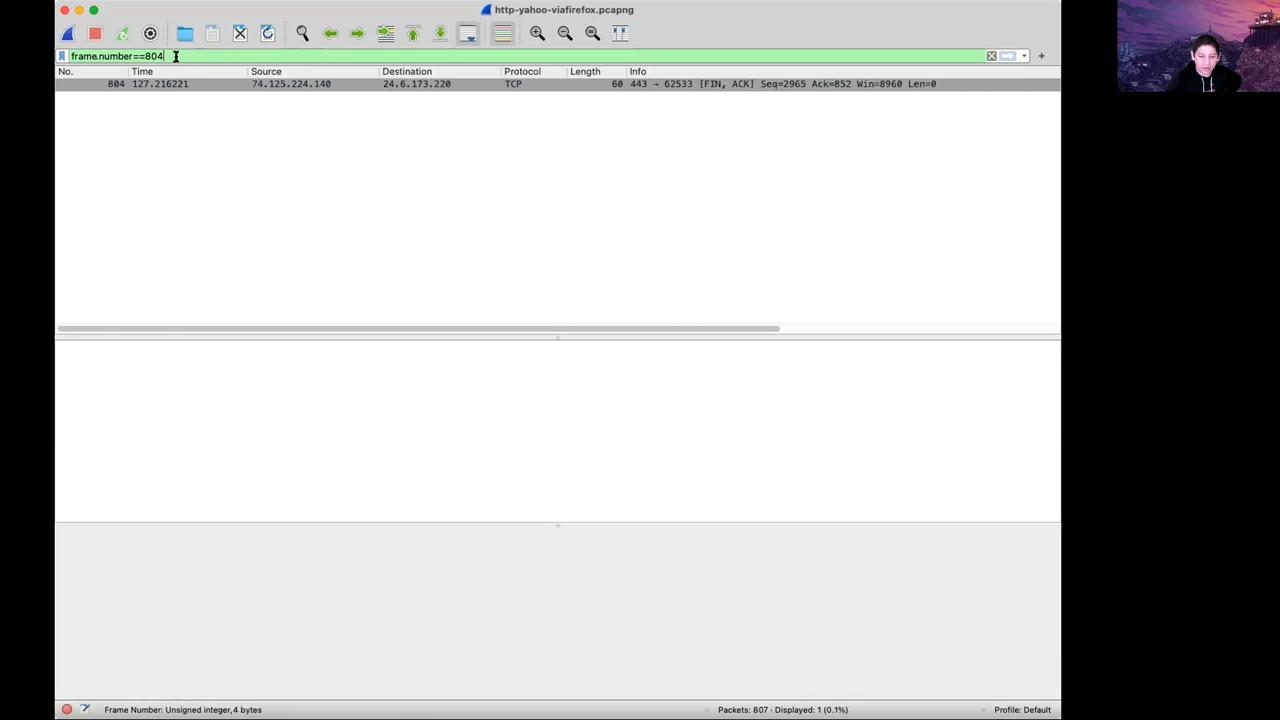 http-yahoo-viafirefox.pcapng
frame.number==804
No. Time Source Destination Protocol Length Info
804 127.216221 74.125.224.140 24.6.173.220 TCP 60 443 → 62533 [FIN, ACK] Seq=2965 Ack=852 Win=8960 Len=0
Frame Number: Unsigned integer,4 bytes Packets: 807 · Displayed: 1 (0.1%) Profile: Default